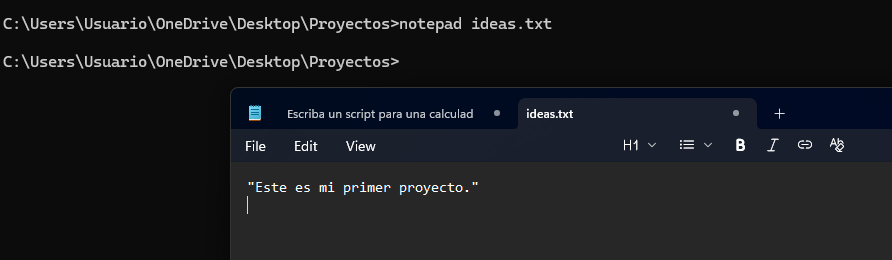 C:\Users\Usuario\OneDrive\Desktop\Proyectos>notepad ideas.txt
C:\Users\Usuario\OneDrive\Desktop\Proyectos>
Escriba un script para una calculad
ideas.txt
File Edit View H1 B I
"Este es mi primer proyecto."